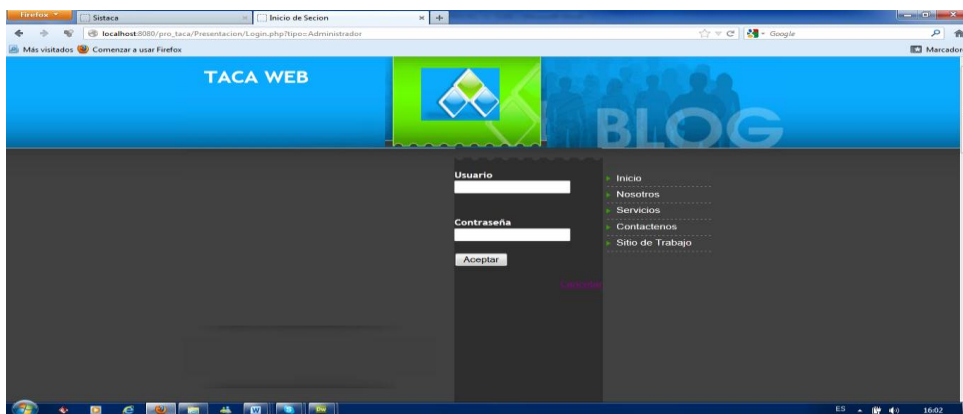 Firefox
Sistaca
Inicio de Secion
localhost:8080/pro_taca/Presentacion/Login.php?tipo=Administrador
Google
Más visitados
Comenzar a usar Firefox
Marcador
TACA WEB
BLOG
Usuario
Inicio
Nosotros
Servicios
Contraseña
Contactenos
Sitio de Trabajo
Aceptar
Cancelar
ES
16:02